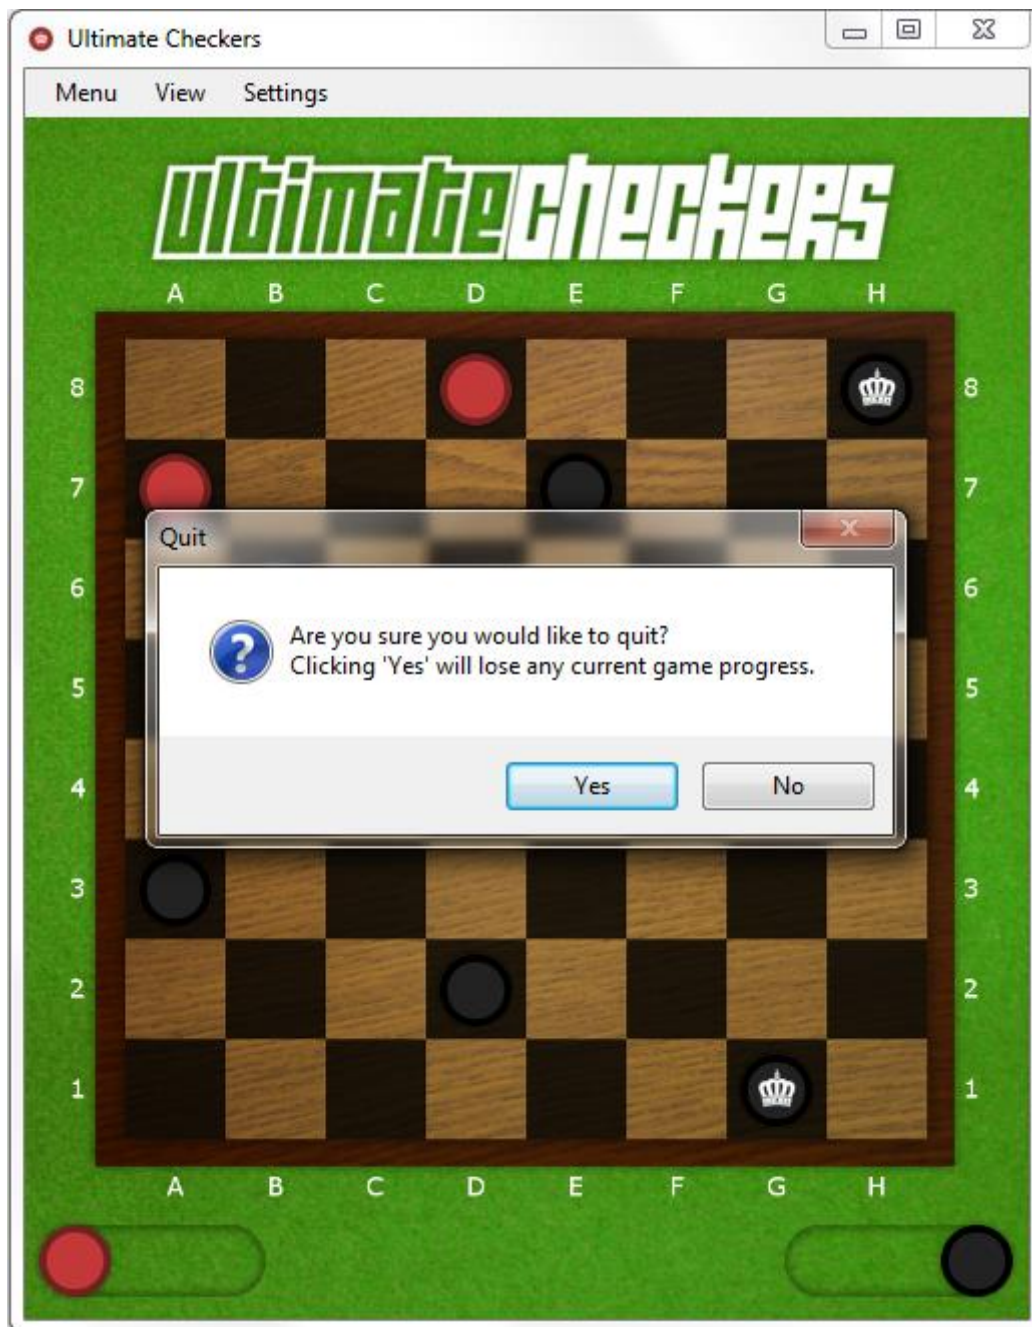 Ultimate Checkers
Menu View Settings
ultimatecheckers
A B C D E F G H
8 8
7 7
Quit
6 6
Are you sure you would like to quit?
Clicking 'Yes' will lose any current game progress.
5 5
Yes No
4 4
3 3
2 2
1 1
A B C D E F G H